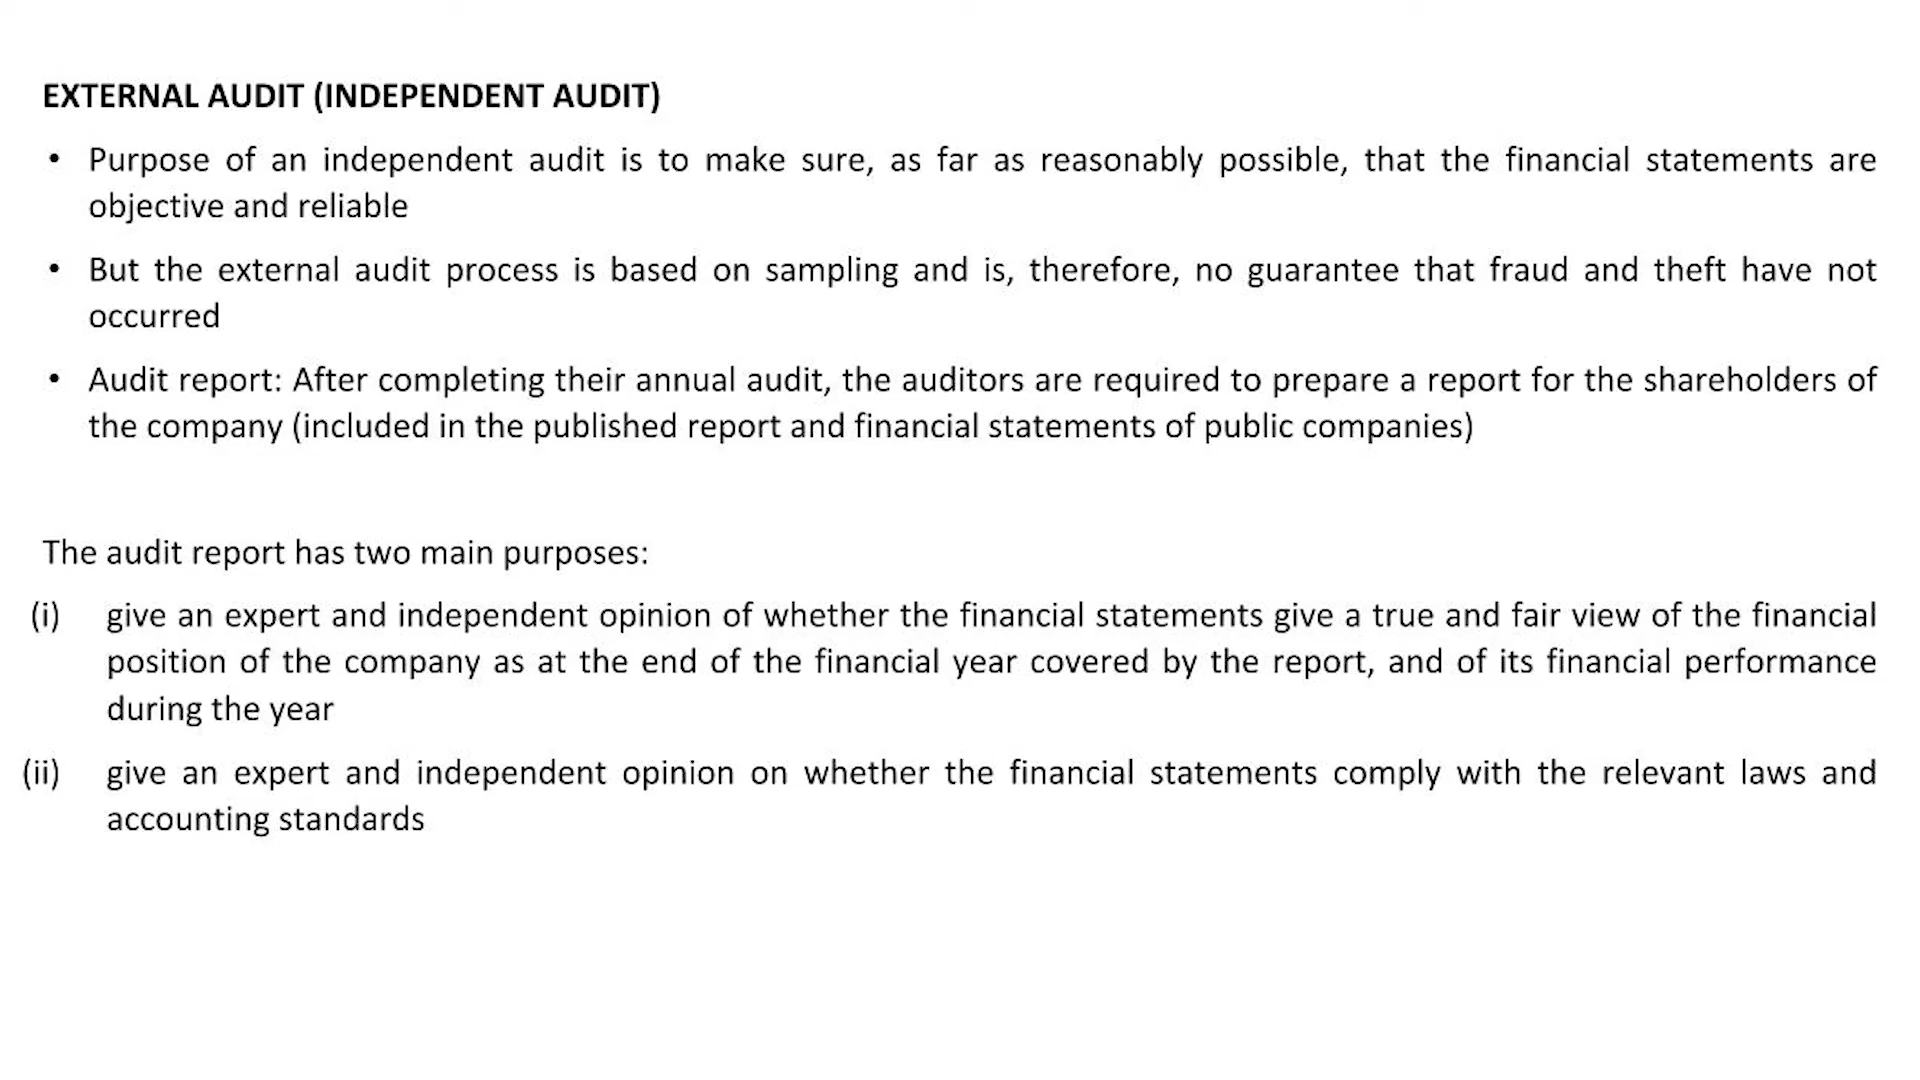 EXTERNAL AUDIT (INDEPENDENT AUDIT)
• Purpose of an independent audit is to make sure, as far as reasonably possible, that the financial statements are
objective and reliable
• But the external audit process is based on sampling and is, therefore, no guarantee that fraud and theft have not
occurred
• Audit report: After completing their annual audit, the auditors are required to prepare a report for the shareholders of
the company (included in the published report and financial statements of public companies)
The audit report has two main purposes:
(i) give an expert and independent opinion of whether the financial statements give a true and fair view of the financial
position of the company as at the end of the financial year covered by the report, and of its financial performance
during the year
(ii) give an expert and independent opinion on whether the financial statements comply with the relevant laws and
accounting standards